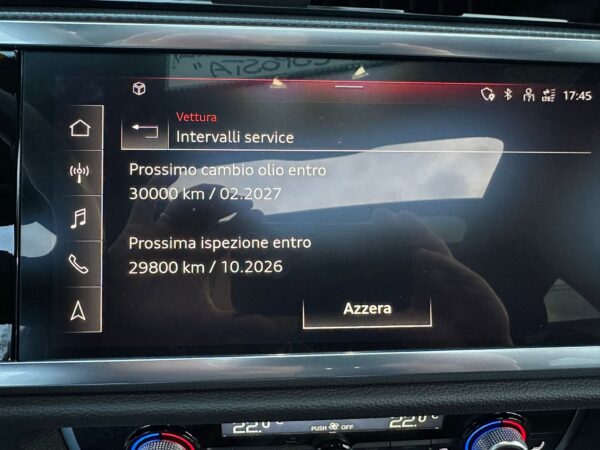 LTE
17:45
Vettura
Intervalli service
Prossimo cambio olio entro
30000 km / 02.2027
Prossima ispezione entro
29800 km / 10.2026
Azzera
22.0 PUSH OFF 22.0